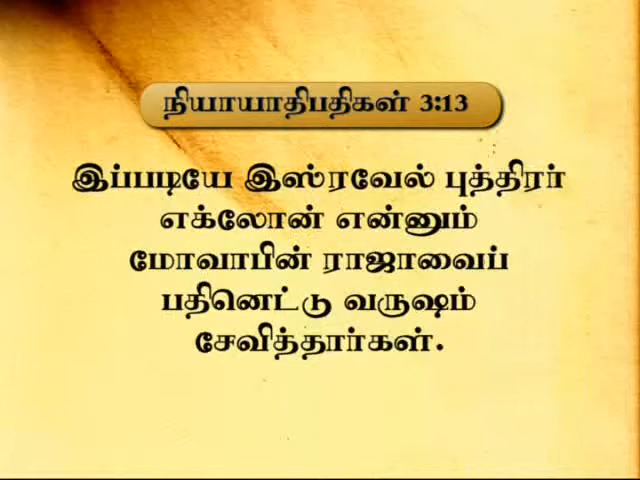 நியாயாதிபதிகள் 3:13
இப்படியே இஸ்ரவேல் புத்திரர்
எக்லோன் என்னும்
மோவாபின் ராஜாவைப்
பதினெட்டு வருஷம்
சேவித்தார்கள்.